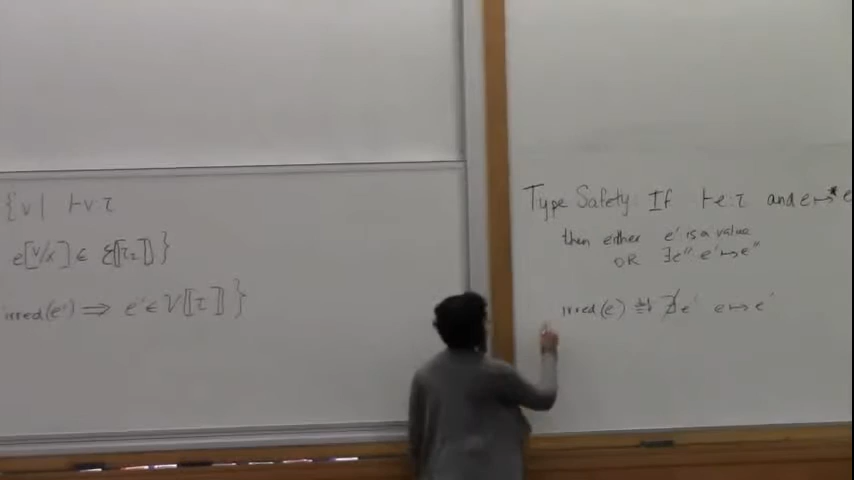 {v | ⊢ v:τ
e[v/x] ∈ ℰ⟦τ₂⟧}
irred(e') ⟹ e' ∈ V⟦τ⟧}
Type Safety: If ⊢ e:τ and e ↦* e
then either e' is a value
OR ∃e''. e' ↦ e''
irred(e) ≝ ∄e' e ↦ e'